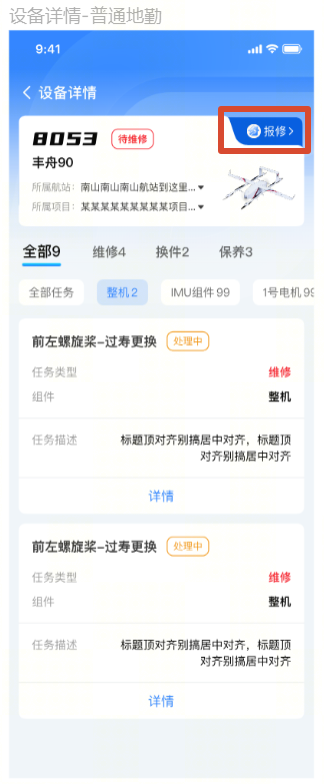 设备详情-普通地勤
9:41
设备详情
8053 待维修 报修
丰舟90
所属航站: 南山南山南山航站到这里...
所属项目: 某某某某某某某某项目...
全部9 维修4 换件2 保养3
全部任务 整机2 IMU组件99 1号电机99
前左螺旋桨-过寿更换 处理中
任务类型 维修
组件 整机
任务描述 标题顶对齐别搞居中对齐，标题顶
对齐别搞居中对齐
详情
前左螺旋桨-过寿更换 处理中
任务类型 维修
组件 整机
任务描述 标题顶对齐别搞居中对齐，标题顶
对齐别搞居中对齐
详情